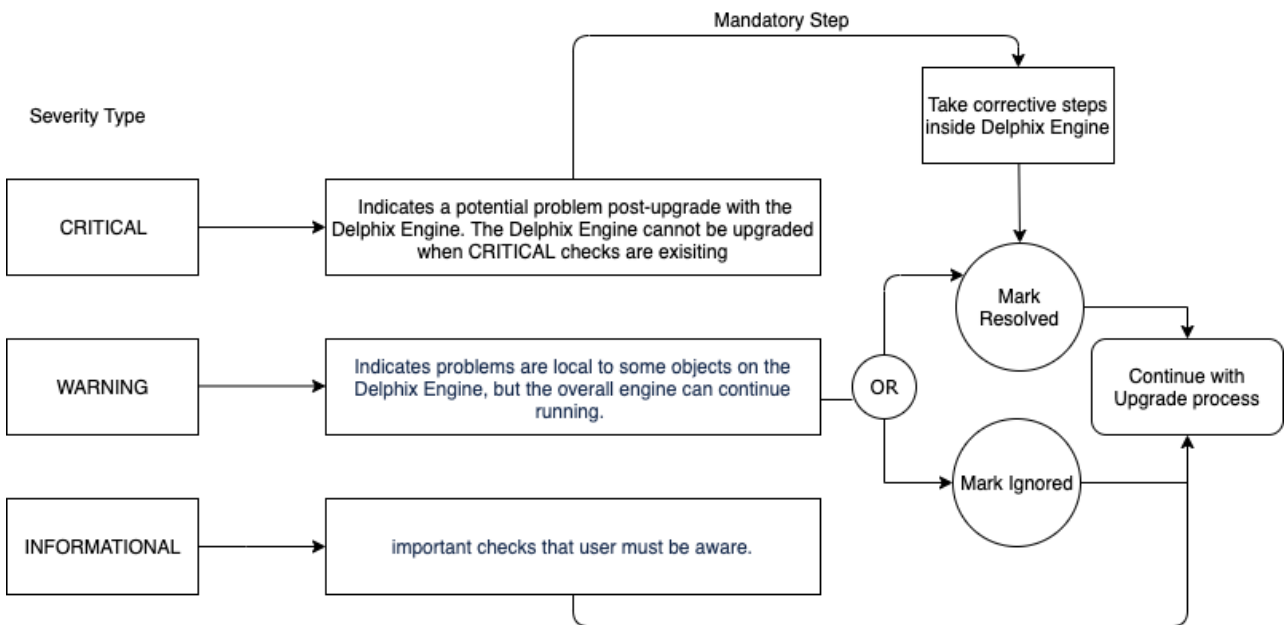 Mandatory Step
Severity Type
Take corrective steps
inside Delphix Engine
CRITICAL
Indicates a potential problem post-upgrade with the
Delphix Engine. The Delphix Engine cannot be upgraded
when CRITICAL checks are exisiting
Mark
Resolved
WARNING
Indicates problems are local to some objects on the
Delphix Engine, but the overall engine can continue
running.
OR
Continue with
Upgrade process
Mark Ignored
INFORMATIONAL
important checks that user must be aware.